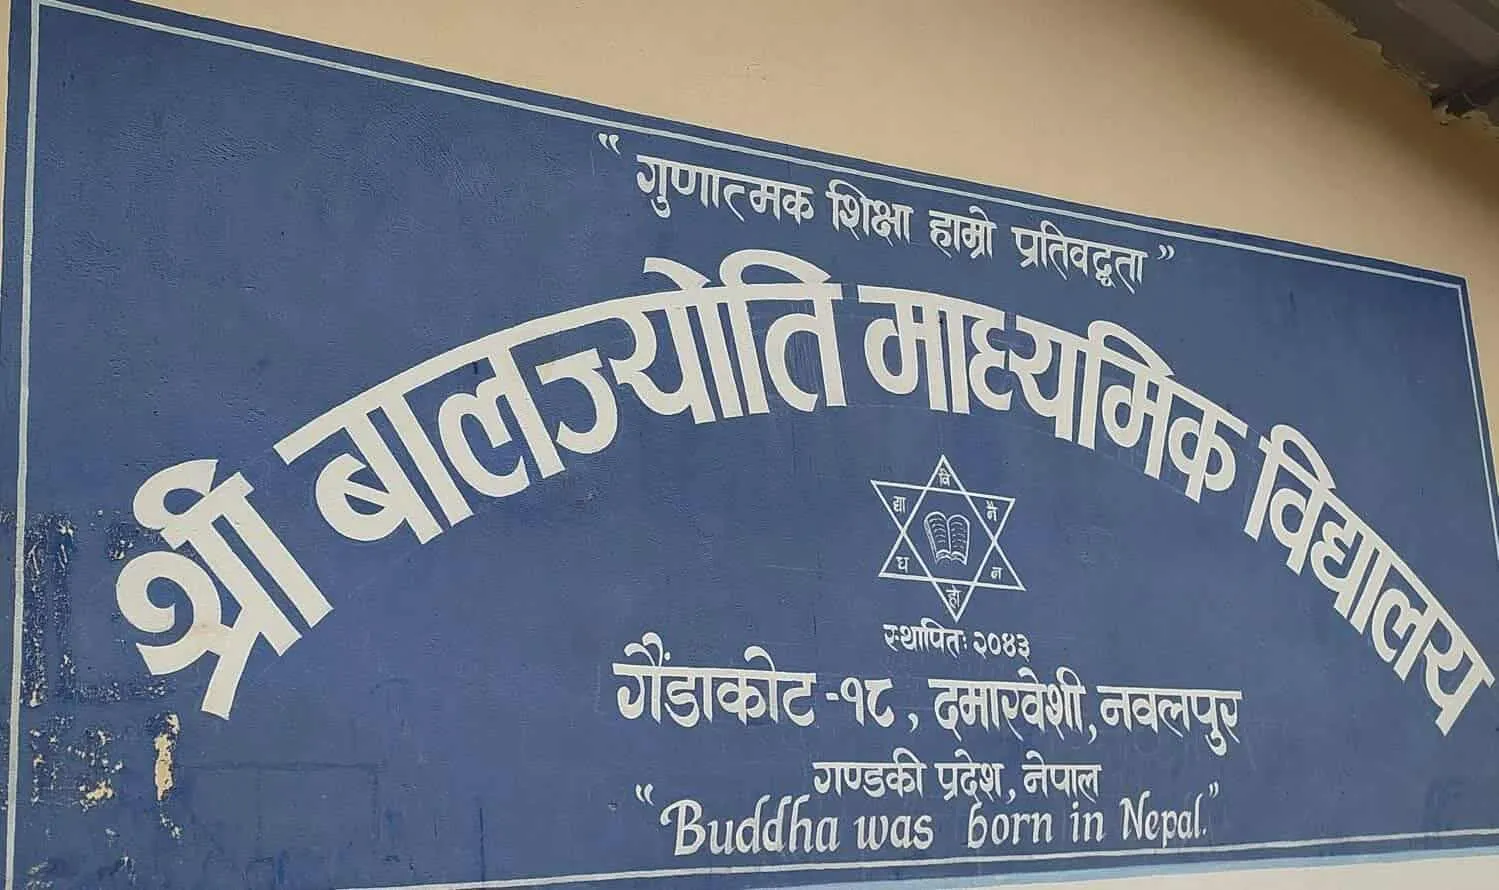 “गुणात्मक शिक्षा हाम्रो प्रतिवद्धता”
श्री बालज्योति माध्यमिक विद्यालय
वि
द्या नै
घ न
हो
स्थापितः २०४३
गैंडाकोट -१८, दमारवेशी, नवलपुर
गण्डकी प्रदेश, नेपाल
“Buddha was born in Nepal.”